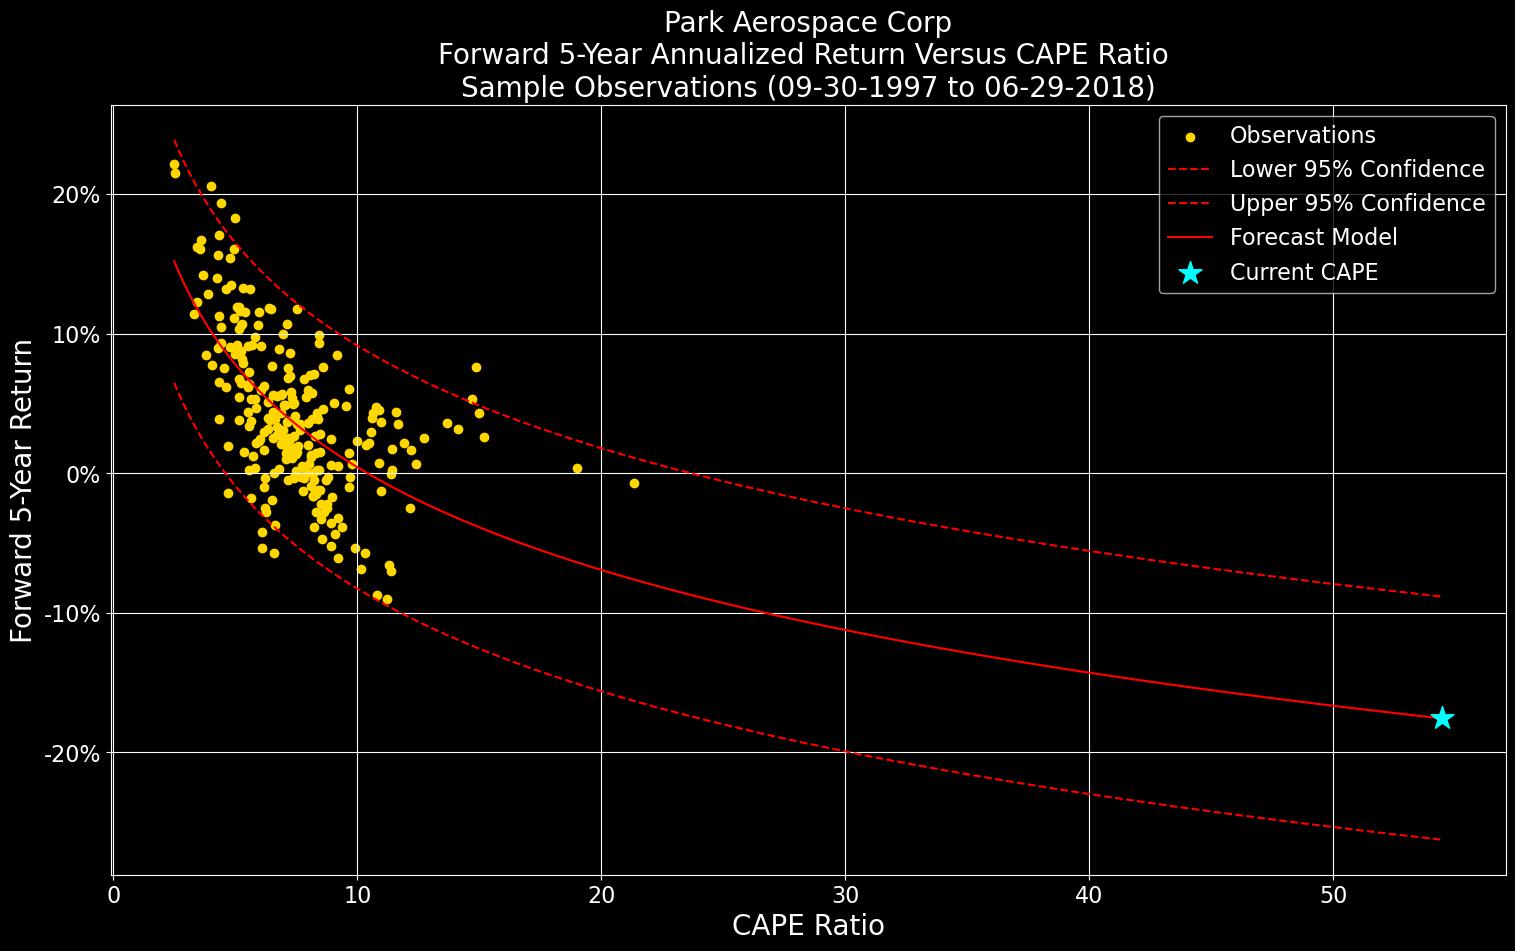 Park Aerospace Corp
Forward 5-Year Annualized Return Versus CAPE Ratio
Sample Observations (09-30-1997 to 06-29-2018)
Observations
Lower 95% Confidence
Upper 95% Confidence
Forecast Model
Current CAPE
Forward 5-Year Return
20%
10%
0%
-10%
-20%
0 10 20 30 40 50
CAPE Ratio